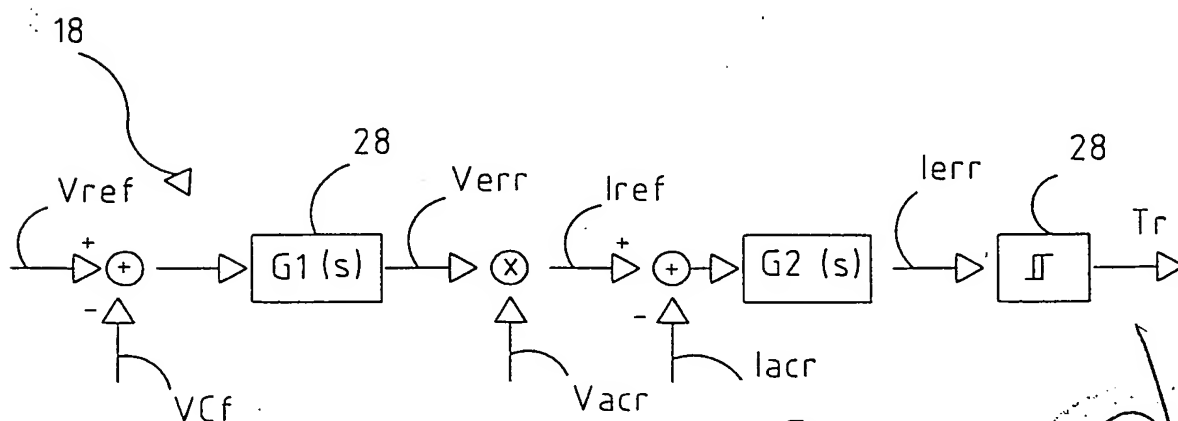 18
28
28
Vref
Verr
Iref
Ierr
Tr
+
+
G1 (s)
X
+
+
G2 (s)
-
-
VCf
Vacr
Iacr